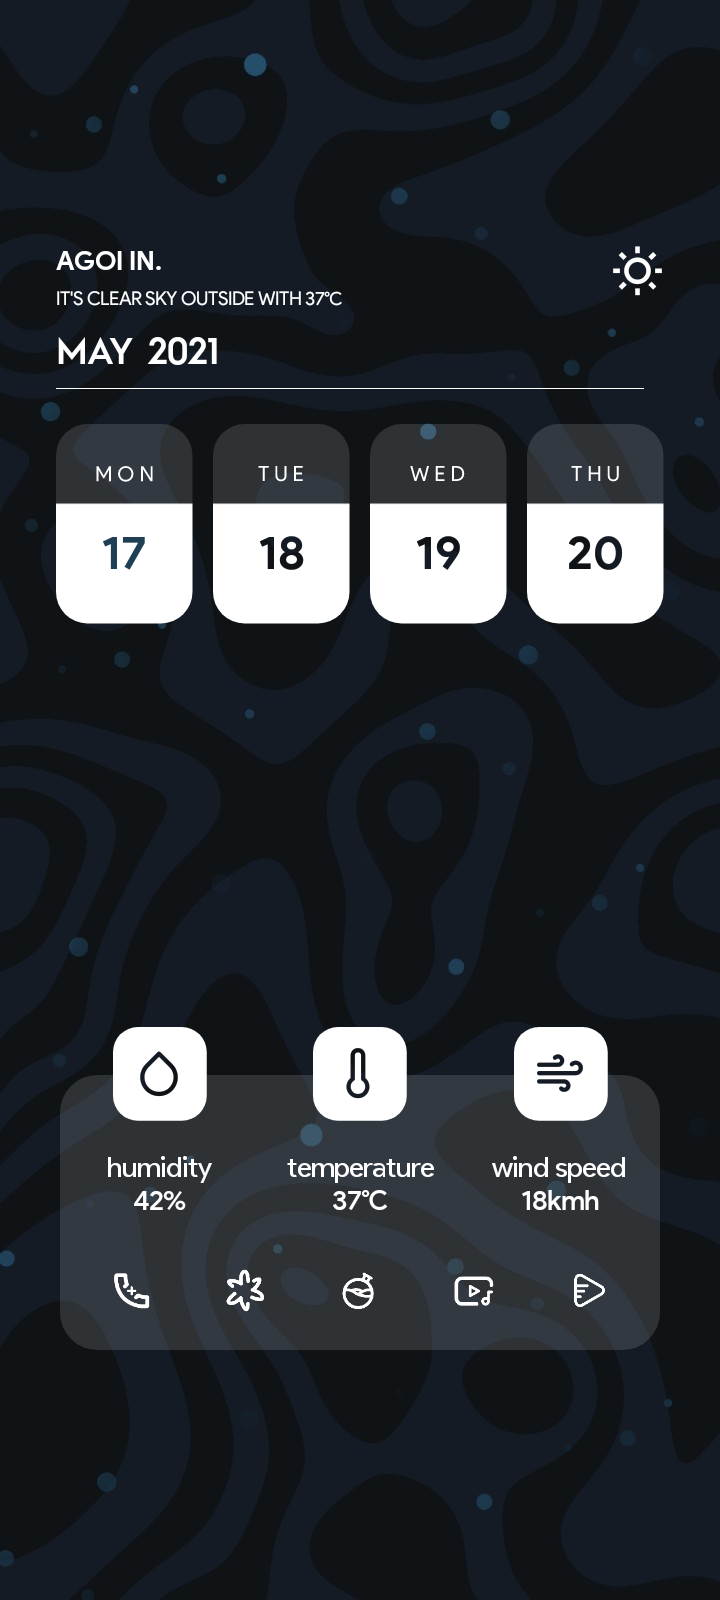 AGOI IN.
IT'S CLEAR SKY OUTSIDE WITH 37°C
MAY 2021
MON TUE WED THU
17 18 19 20
humidity temperature wind speed
42% 37°C 18kmh